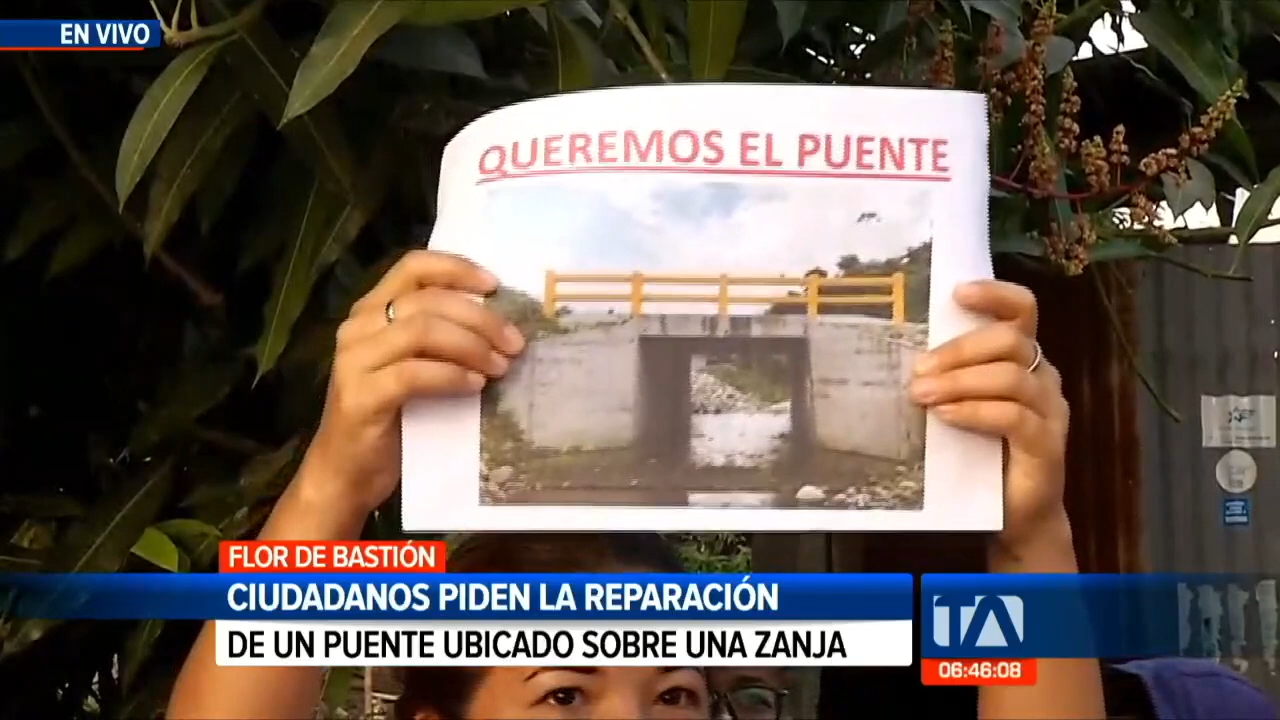 EN VIVO
QUEREMOS EL PUENTE
FLOR DE BASTIÓN
CIUDADANOS PIDEN LA REPARACIÓN
DE UN PUENTE UBICADO SOBRE UNA ZANJA
TA
06:46:08